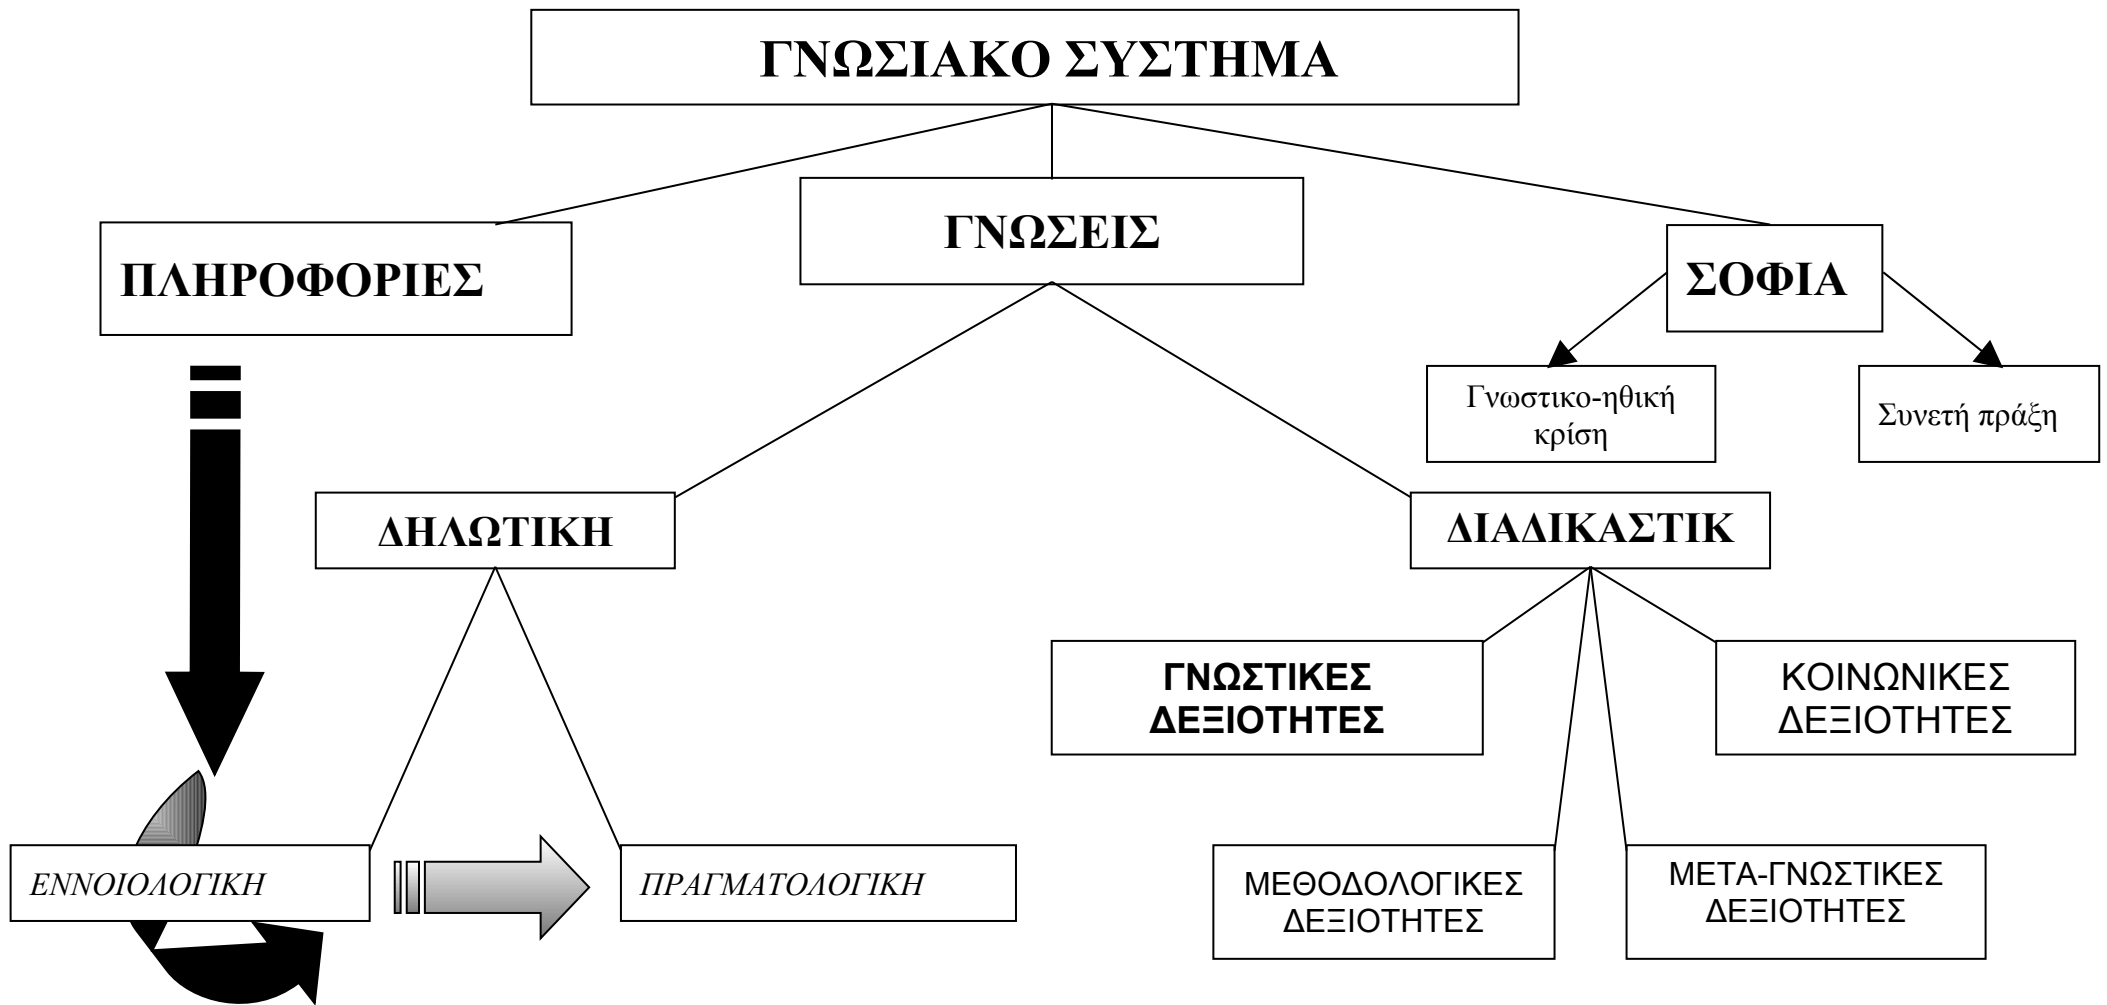 ΓΝΩΣΙΑΚΟ ΣΥΣΤΗΜΑ
ΠΛΗΡΟΦΟΡΙΕΣ
ΓΝΩΣΕΙΣ
ΣΟΦΙΑ
Γνωστικο-ηθική
κρίση
Συνετή πράξη
ΔΗΛΩΤΙΚΗ
ΔΙΑΔΙΚΑΣΤΙΚ
ΓΝΩΣΤΙΚΕΣ
ΔΕΞΙΟΤΗΤΕΣ
ΚΟΙΝΩΝΙΚΕΣ
ΔΕΞΙΟΤΗΤΕΣ
ΕΝΝΟΙΟΛΟΓΙΚΗ
ΠΡΑΓΜΑΤΟΛΟΓΙΚΗ
ΜΕΘΟΔΟΛΟΓΙΚΕΣ
ΔΕΞΙΟΤΗΤΕΣ
ΜΕΤΑ-ΓΝΩΣΤΙΚΕΣ
ΔΕΞΙΟΤΗΤΕΣ